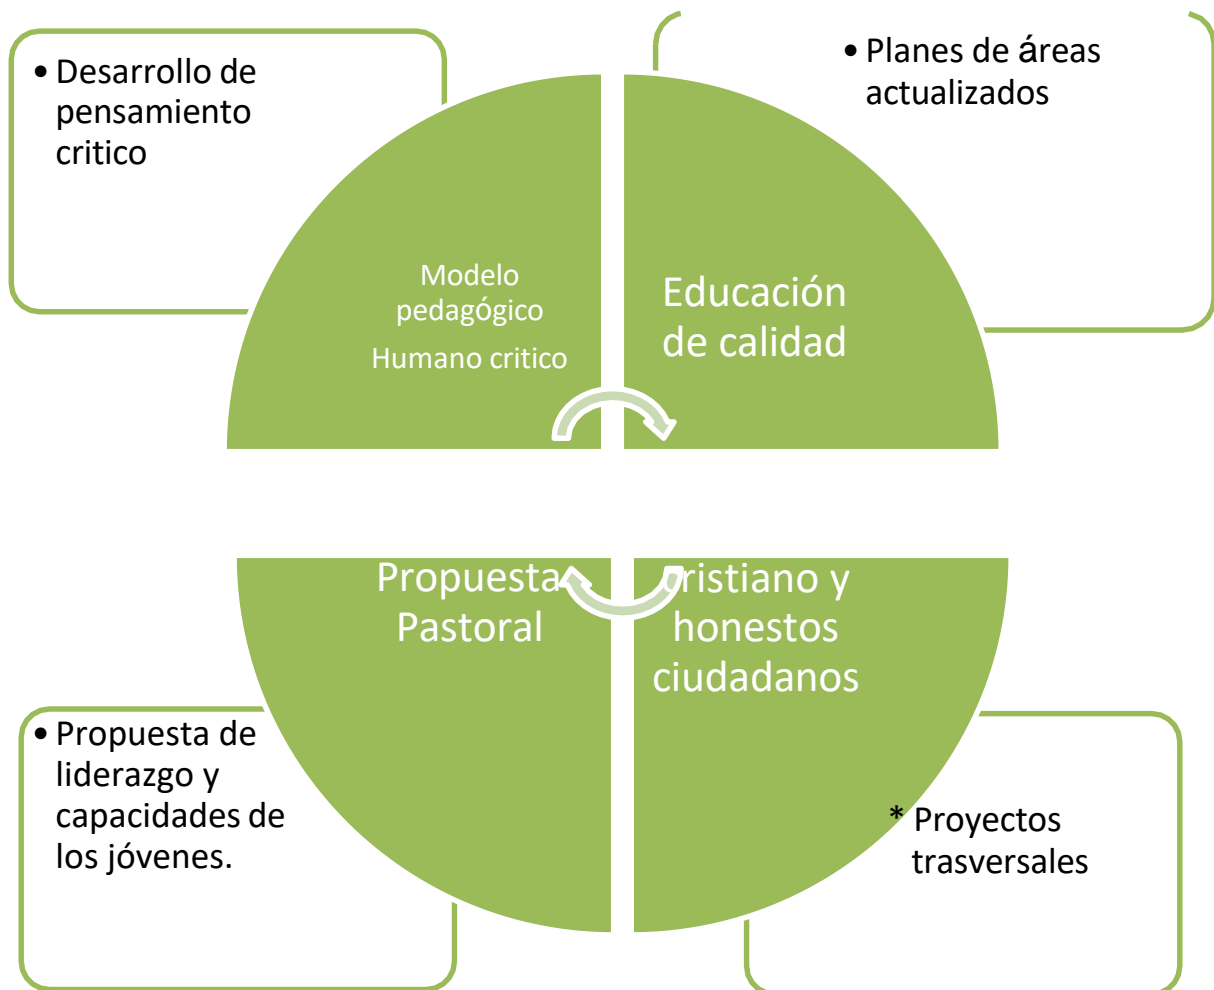 • Desarrollo de
pensamiento
critico
• Planes de áreas
actualizados
Modelo
pedagógico
Humano critico
Educación
de calidad
Propuesta
Pastoral
ristiano y
honestos
ciudadanos
• Propuesta de
liderazgo y
capacidades de
los jóvenes.
* Proyectos
trasversales